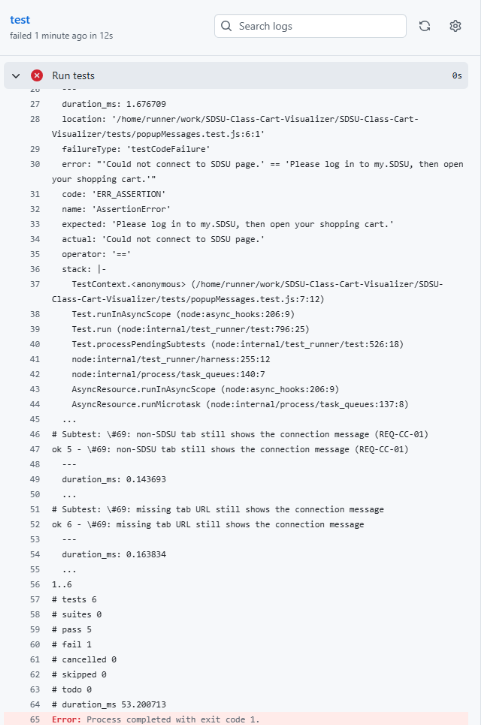 test
failed 1 minute ago in 12s
Search logs
Run tests
0s
26 ---
27 duration_ms: 1.676709
28 location: '/home/runner/work/SDSU-Class-Cart-Visualizer/SDSU-Class-Cart-
Visualizer/tests/popupMessages.test.js:6:1'
29 failureType: 'testCodeFailure'
30 error: "'Could not connect to SDSU page.' == 'Please log in to my.SDSU, then open
your shopping cart.'"
31 code: 'ERR_ASSERTION'
32 name: 'AssertionError'
33 expected: 'Please log in to my.SDSU, then open your shopping cart.'
34 actual: 'Could not connect to SDSU page.'
35 operator: '=='
36 stack: |-
37 TestContext.<anonymous> (/home/runner/work/SDSU-Class-Cart-Visualizer/SDSU-
Class-Cart-Visualizer/tests/popupMessages.test.js:7:12)
38 Test.runInAsyncScope (node:async_hooks:206:9)
39 Test.run (node:internal/test_runner/test:796:25)
40 Test.processPendingSubtests (node:internal/test_runner/test:526:18)
41 node:internal/test_runner/harness:255:12
42 node:internal/process/task_queues:140:7
43 AsyncResource.runInAsyncScope (node:async_hooks:206:9)
44 AsyncResource.runMicrotask (node:internal/process/task_queues:137:8)
45 ...
46 # Subtest: \#69: non-SDSU tab still shows the connection message (REQ-CC-01)
47 ok 5 - \#69: non-SDSU tab still shows the connection message (REQ-CC-01)
48 ---
49 duration_ms: 0.143693
50 ...
51 # Subtest: \#69: missing tab URL still shows the connection message
52 ok 6 - \#69: missing tab URL still shows the connection message
53 ---
54 duration_ms: 0.163834
55 ...
56 1..6
57 # tests 6
58 # suites 0
59 # pass 5
60 # fail 1
61 # cancelled 0
62 # skipped 0
63 # todo 0
64 # duration_ms 53.200713
65 Error: Process completed with exit code 1.